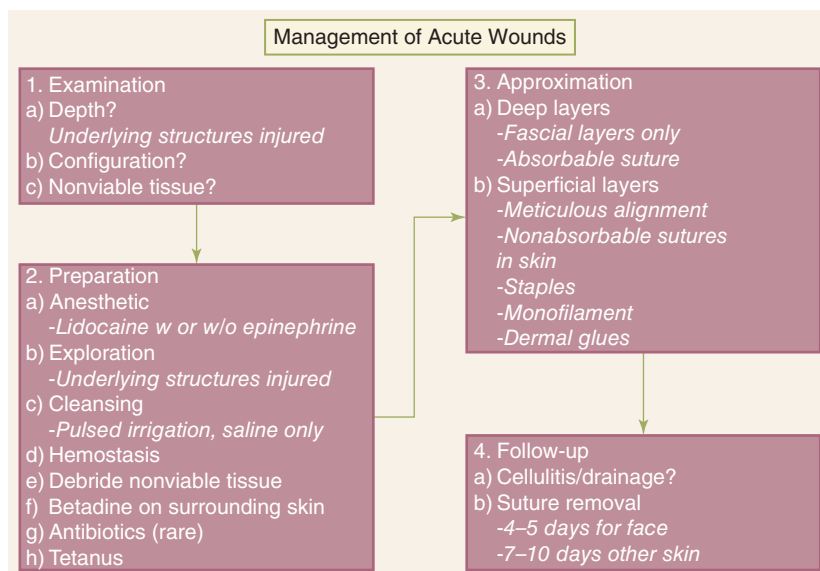 Management of Acute Wounds
1. Examination
a) Depth?
Underlying structures injured
b) Configuration?
c) Nonviable tissue?
2. Preparation
a) Anesthetic
-Lidocaine w or w/o epinephrine
b) Exploration
-Underlying structures injured
c) Cleansing
-Pulsed irrigation, saline only
d) Hemostasis
e) Debride nonviable tissue
f) Betadine on surrounding skin
g) Antibiotics (rare)
h) Tetanus
3. Approximation
a) Deep layers
-Fascial layers only
-Absorbable suture
b) Superficial layers
-Meticulous alignment
-Nonabsorbable sutures
in skin
-Staples
-Monofilament
-Dermal glues
4. Follow-up
a) Cellulitis/drainage?
b) Suture removal
-4–5 days for face
-7–10 days other skin